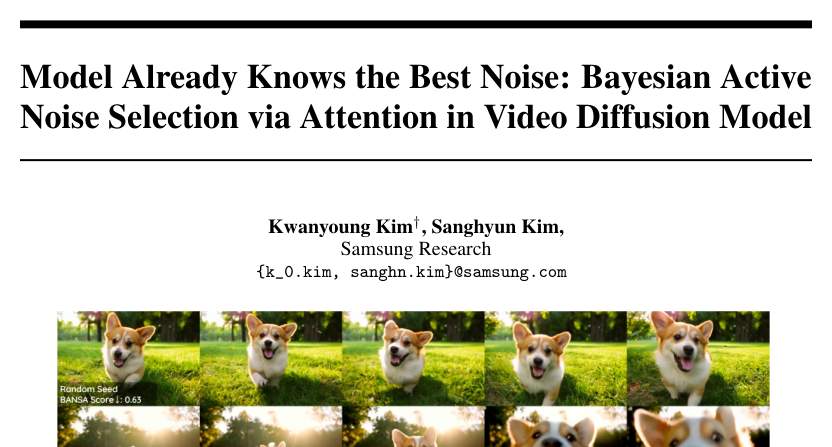 Model Already Knows the Best Noise: Bayesian Active
Noise Selection via Attention in Video Diffusion Model
Kwanyoung Kim†, Sanghyun Kim,
Samsung Research
{k_0.kim, sanghn.kim}@samsung.com
Random Seed
BANSA Score ↓: 0.63